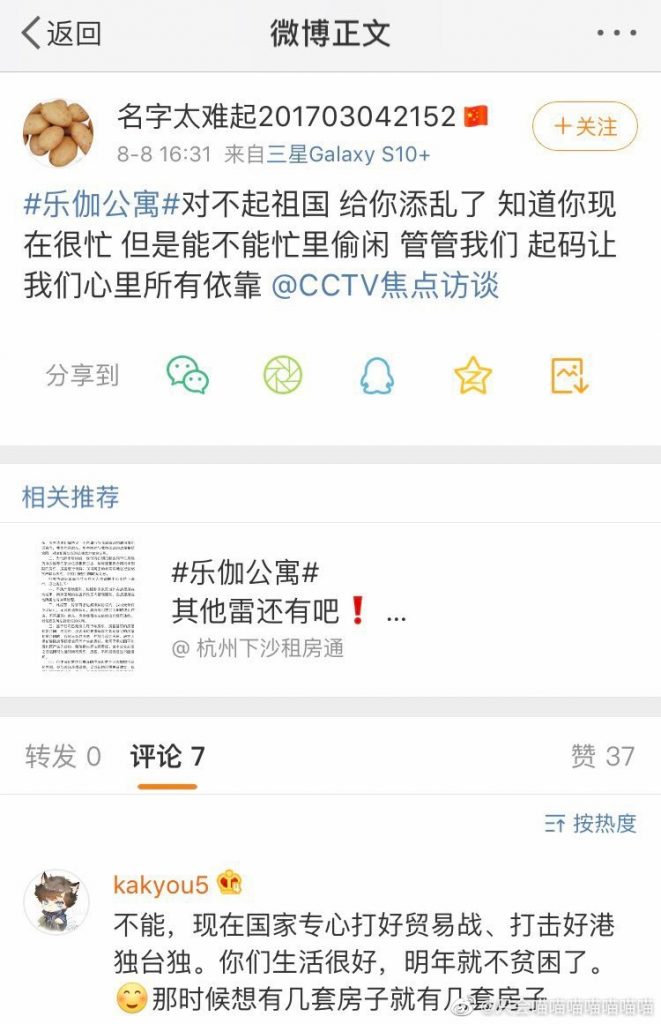 返回
微博正文
名字太难起201703042152
+关注
8-8 16:31 来自三星Galaxy S10+
#乐伽公寓#对不起祖国 给你添乱了 知道你现
在很忙 但是能不能忙里偷闲 管管我们 起码让
我们心里所有依靠 @CCTV焦点访谈
分享到
相关推荐
#乐伽公寓#
其他雷还有吧❗ ...
@ 杭州下沙租房通
转发 0 评论 7 赞 37
按热度
kakyou5
不能，现在国家专心打好贸易战、打击好港
独台独。你们生活很好，明年就不贫困了。
😊那时候想有几套房子就有几套房子